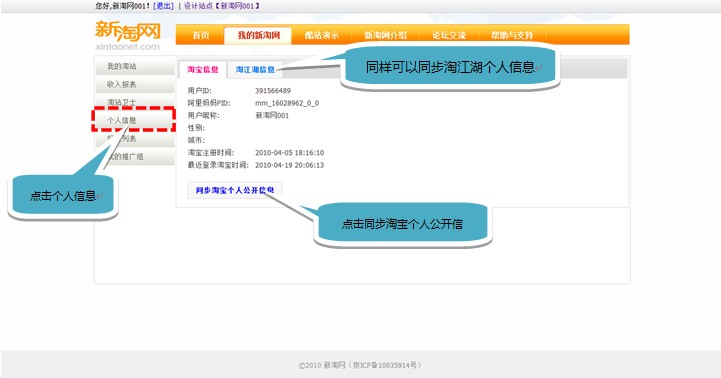 您好,新淘网001! [退出] | 设计站点【新淘网001】
新淘网
xintaonet.com
首页 我的新淘网 酷站演示 新淘网介绍 论坛交流 帮助与支持
我的淘站
收入报表
淘站卫士
个人信息
列表
我的推广组
淘宝信息 淘江湖信息
同样可以同步淘江湖个人信息
用户ID: 391566489
阿里妈妈PID: mm_16028962_0_0
用户昵称: 新淘网001
性别:
城市:
淘宝注册时间: 2010-04-05 18:16:10
最近登录淘宝时间: 2010-04-19 20:06:13
同步淘宝个人公开信息
点击个人信息
点击同步淘宝个人公开信
©2010 新淘网（京ICP备10035914号）